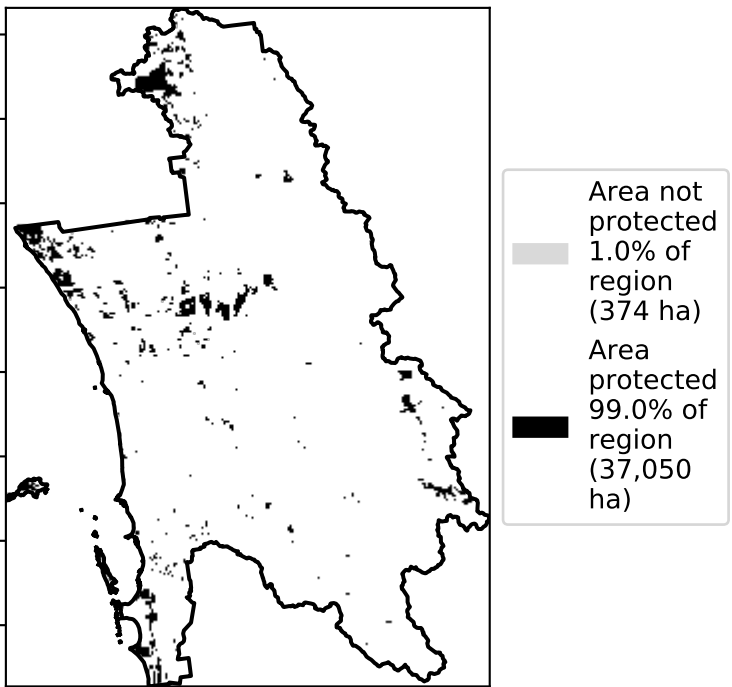 Area not
protected
1.0% of
region
(374 ha)
Area
protected
99.0% of
region
(37,050
ha)